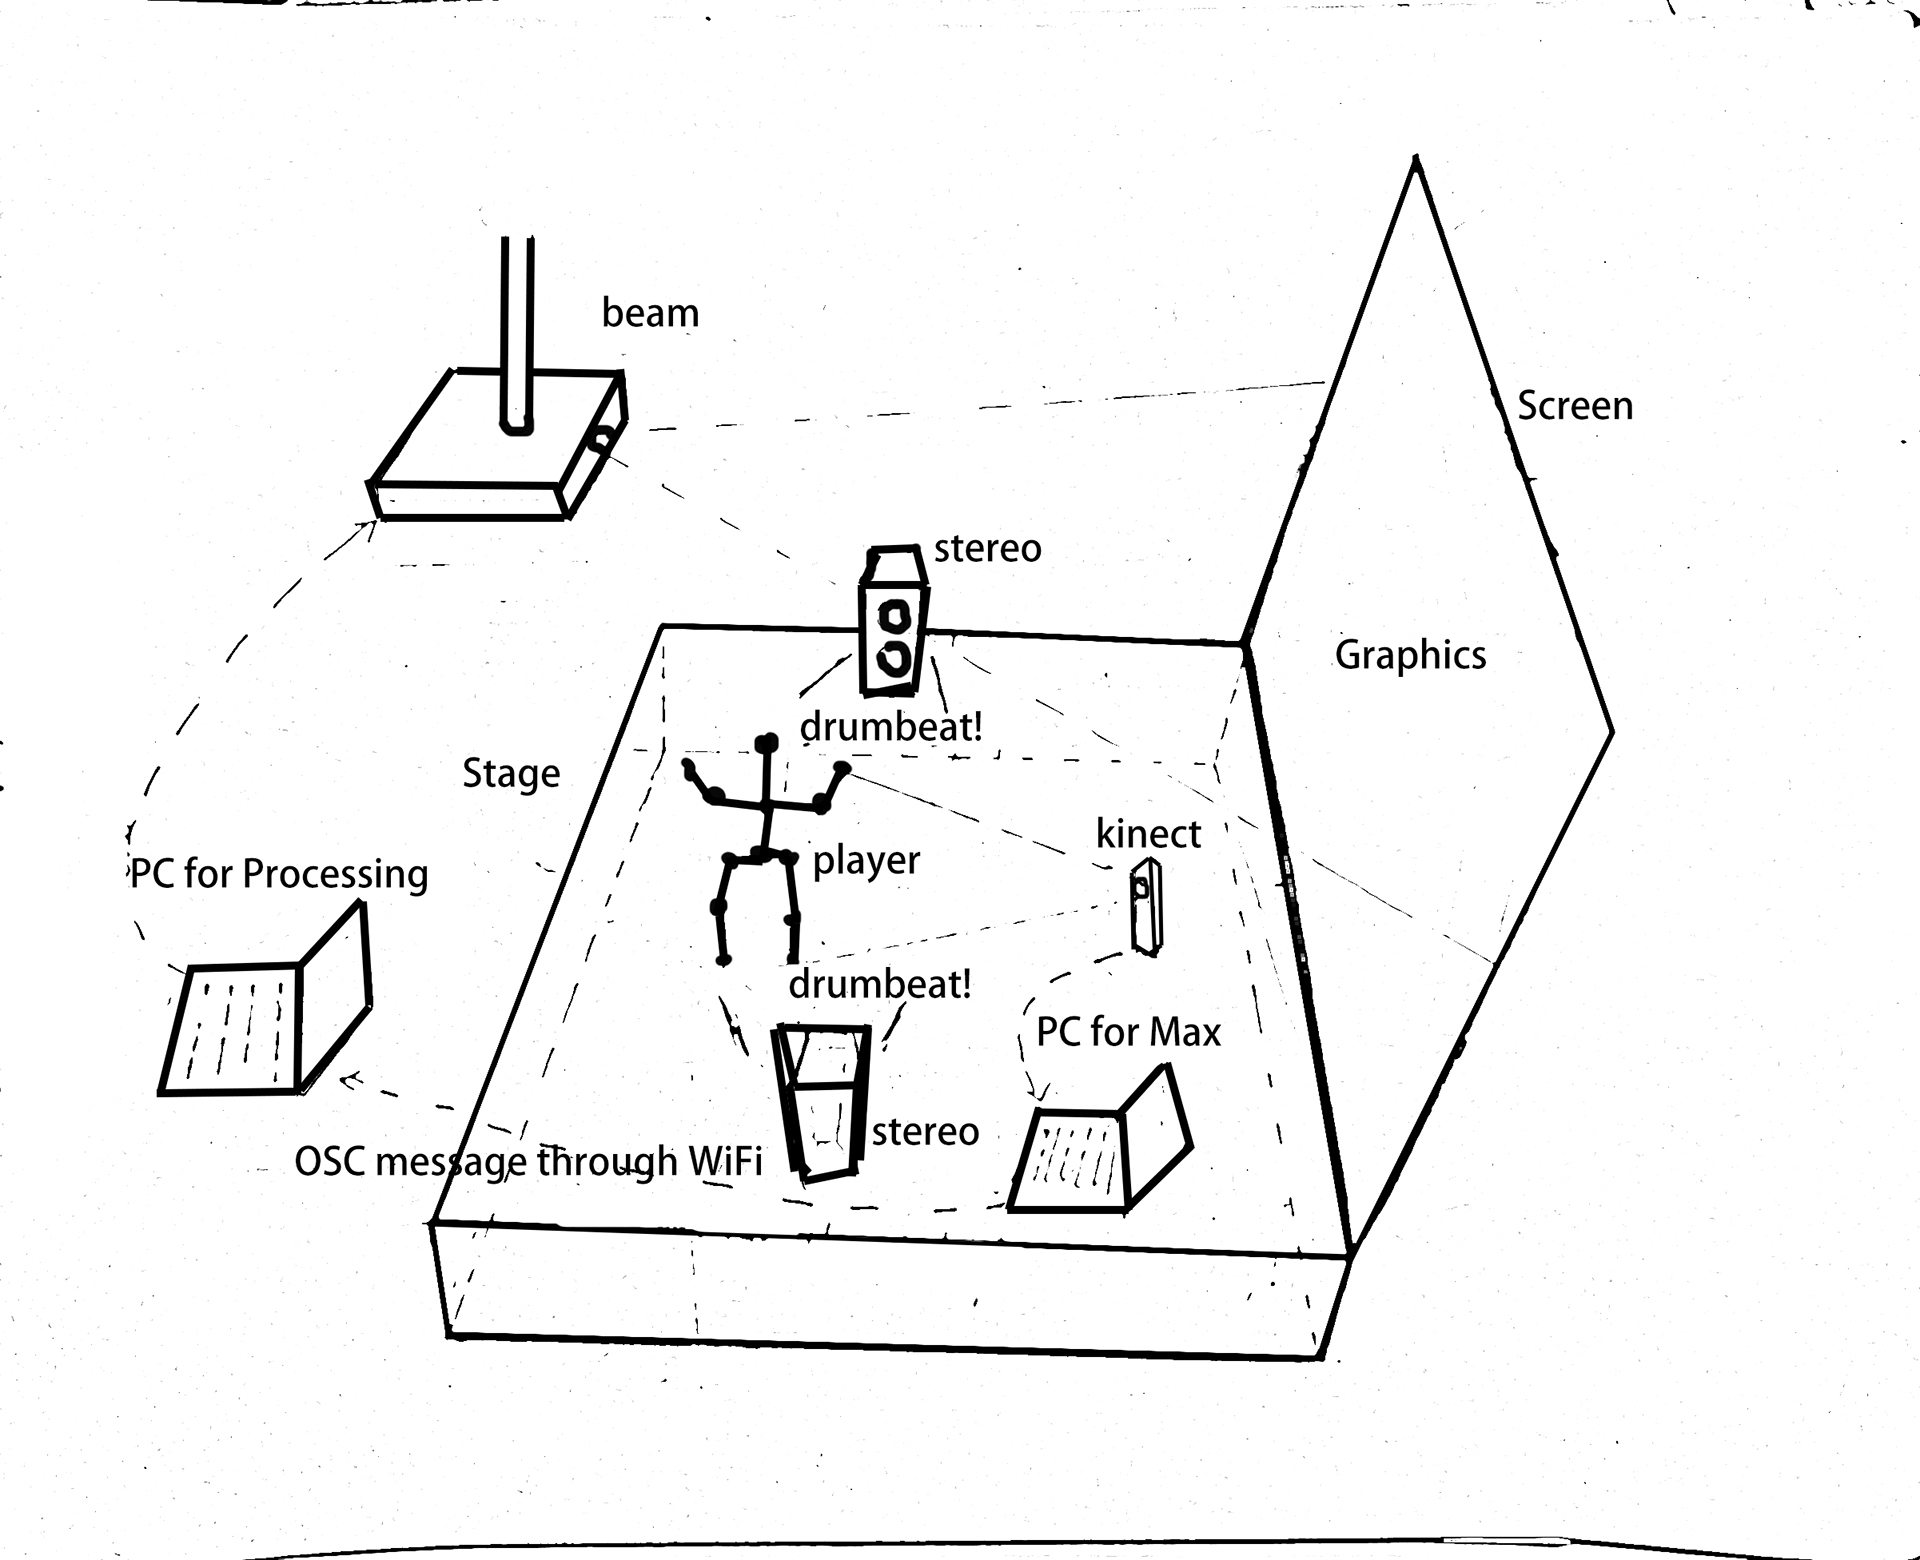 beam
Screen
stereo
Graphics
drumbeat!
Stage
kinect
player
PC for Processing
drumbeat!
PC for Max
stereo
OSC message through WiFi